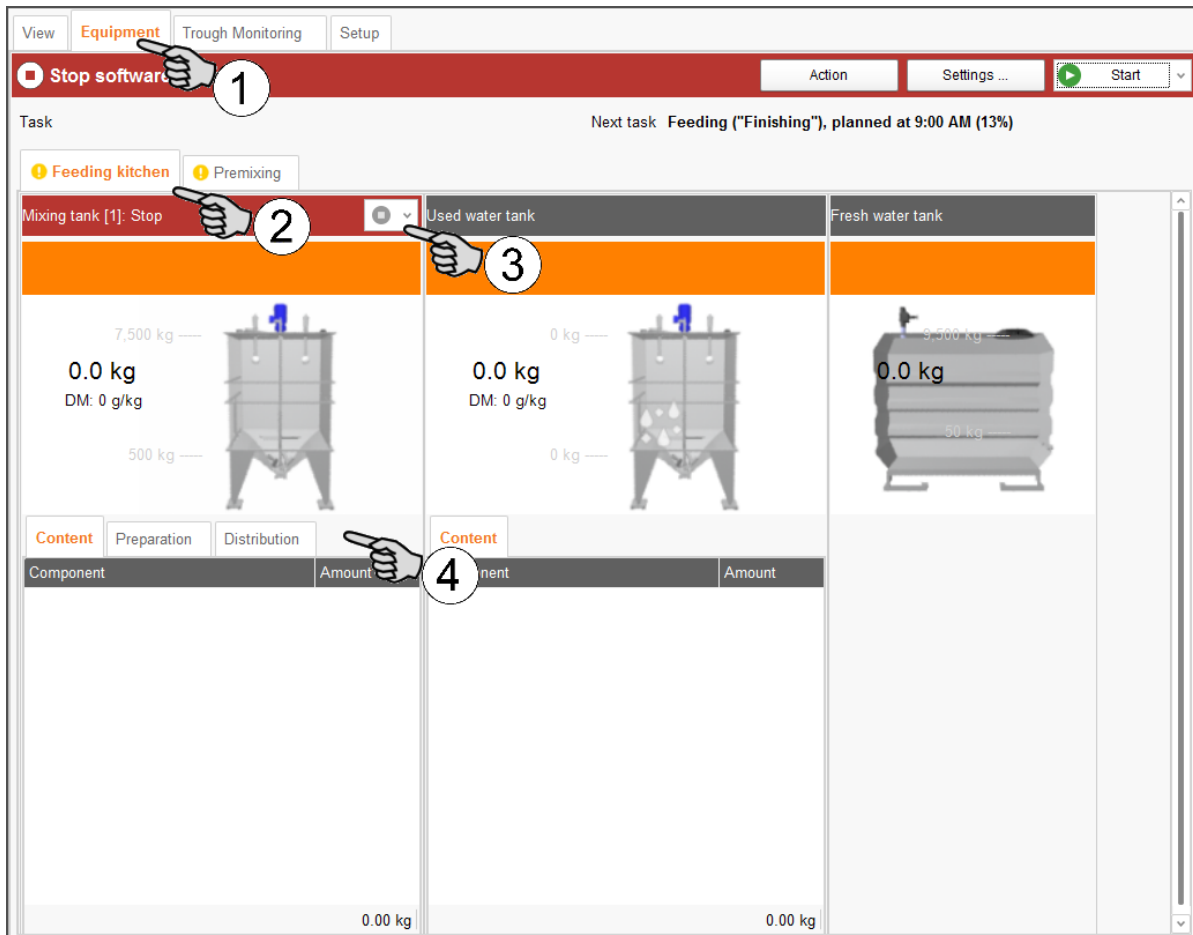 View Equipment Trough Monitoring Setup
1
Stop software Action Settings ... Start
Task Next task Feeding ("Finishing"), planned at 9:00 AM (13%)
Feeding kitchen Premixing
2
Mixing tank [1]: Stop Used water tank Fresh water tank
3
7,500 kg 0 kg 9,500 kg
0.0 kg 0.0 kg 0.0 kg
DM: 0 g/kg DM: 0 g/kg
50 kg
500 kg 0 kg
Content Preparation Distribution Content
4
Component Amount nent Amount
0.00 kg 0.00 kg